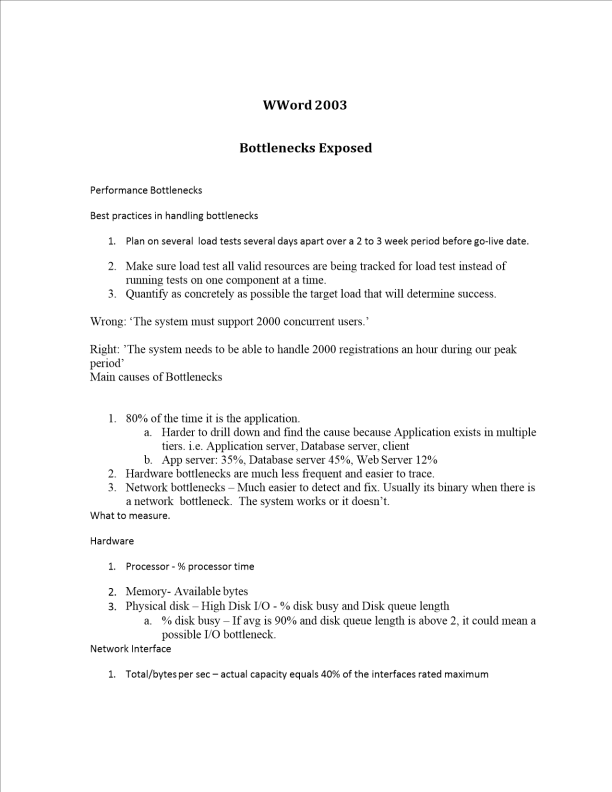 WWord 2003
Bottlenecks Exposed
Performance Bottlenecks
Best practices in handling bottlenecks
1. Plan on several load tests several days apart over a 2 to 3 week period before go-live date.
2. Make sure load test all valid resources are being tracked for load test instead of
running tests on one component at a time.
3. Quantify as concretely as possible the target load that will determine success.
Wrong: ‘The system must support 2000 concurrent users.’
Right: ’The system needs to be able to handle 2000 registrations an hour during our peak
period’
Main causes of Bottlenecks
1. 80% of the time it is the application.
a. Harder to drill down and find the cause because Application exists in multiple
tiers. i.e. Application server, Database server, client
b. App server: 35%, Database server 45%, Web Server 12%
2. Hardware bottlenecks are much less frequent and easier to trace.
3. Network bottlenecks – Much easier to detect and fix. Usually its binary when there is
a network bottleneck. The system works or it doesn’t.
What to measure.
Hardware
1. Processor - % processor time
2. Memory- Available bytes
3. Physical disk – High Disk I/O - % disk busy and Disk queue length
a. % disk busy – If avg is 90% and disk queue length is above 2, it could mean a
possible I/O bottleneck.
Network Interface
1. Total/bytes per sec – actual capacity equals 40% of the interfaces rated maximum